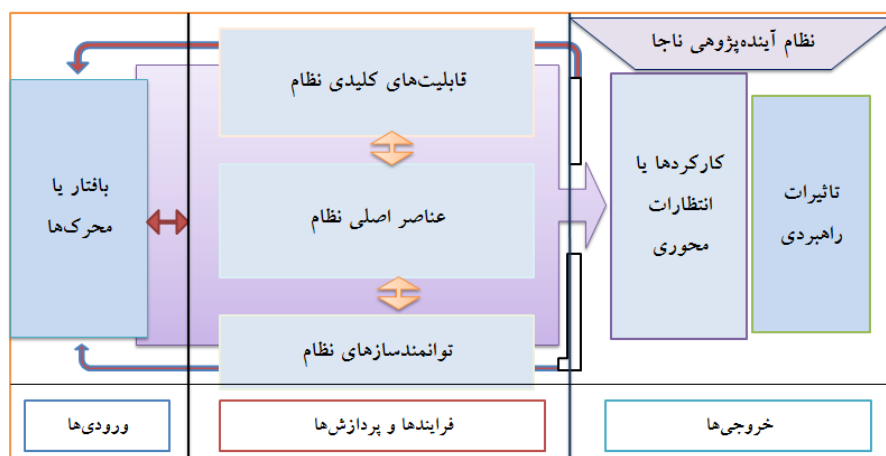 نظام آینده‌پژوهی ناجا
قابلیت‌های کلیدی نظام
کارکردها یا
انتظارات
محوری
تاثیرات
راهبردی
عناصر اصلی نظام
بافتار یا
محرک‌ها
توانمندسازهای نظام
خروجی‌ها
فرایندها و پردازش‌ها
ورودی‌ها